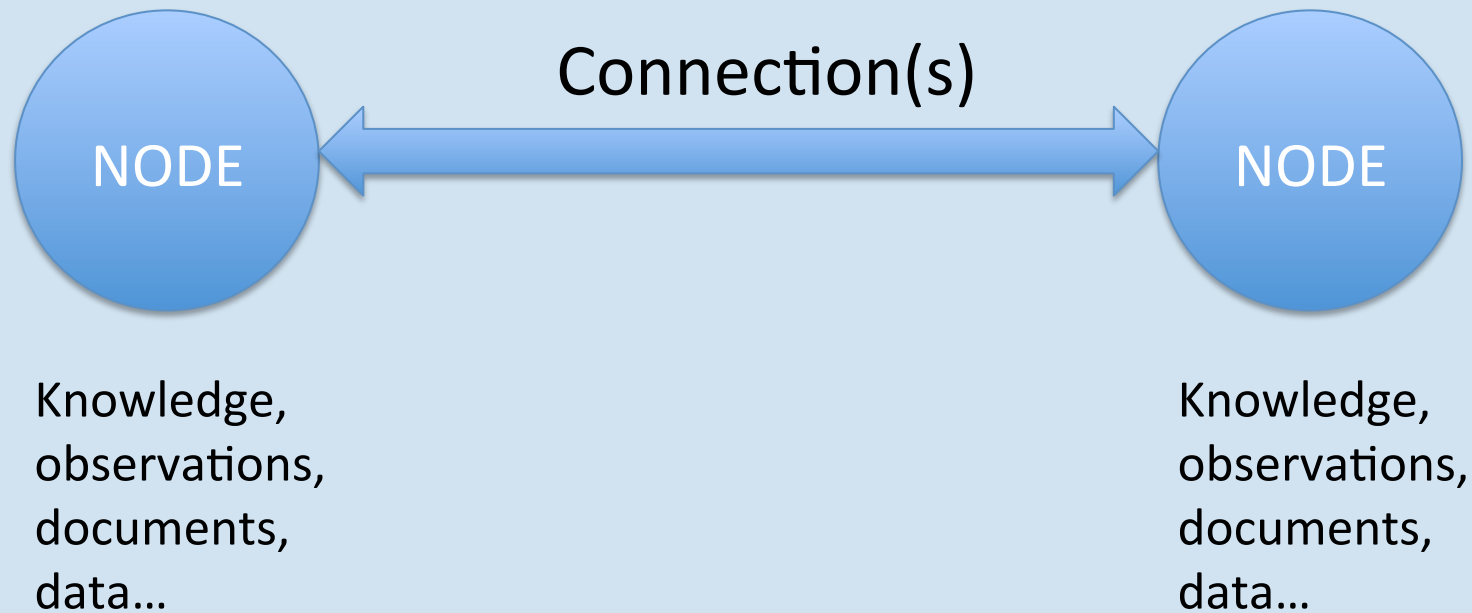 Connection(s)
NODE
NODE
Knowledge,
observations,
documents,
data...
Knowledge,
observations,
documents,
data...